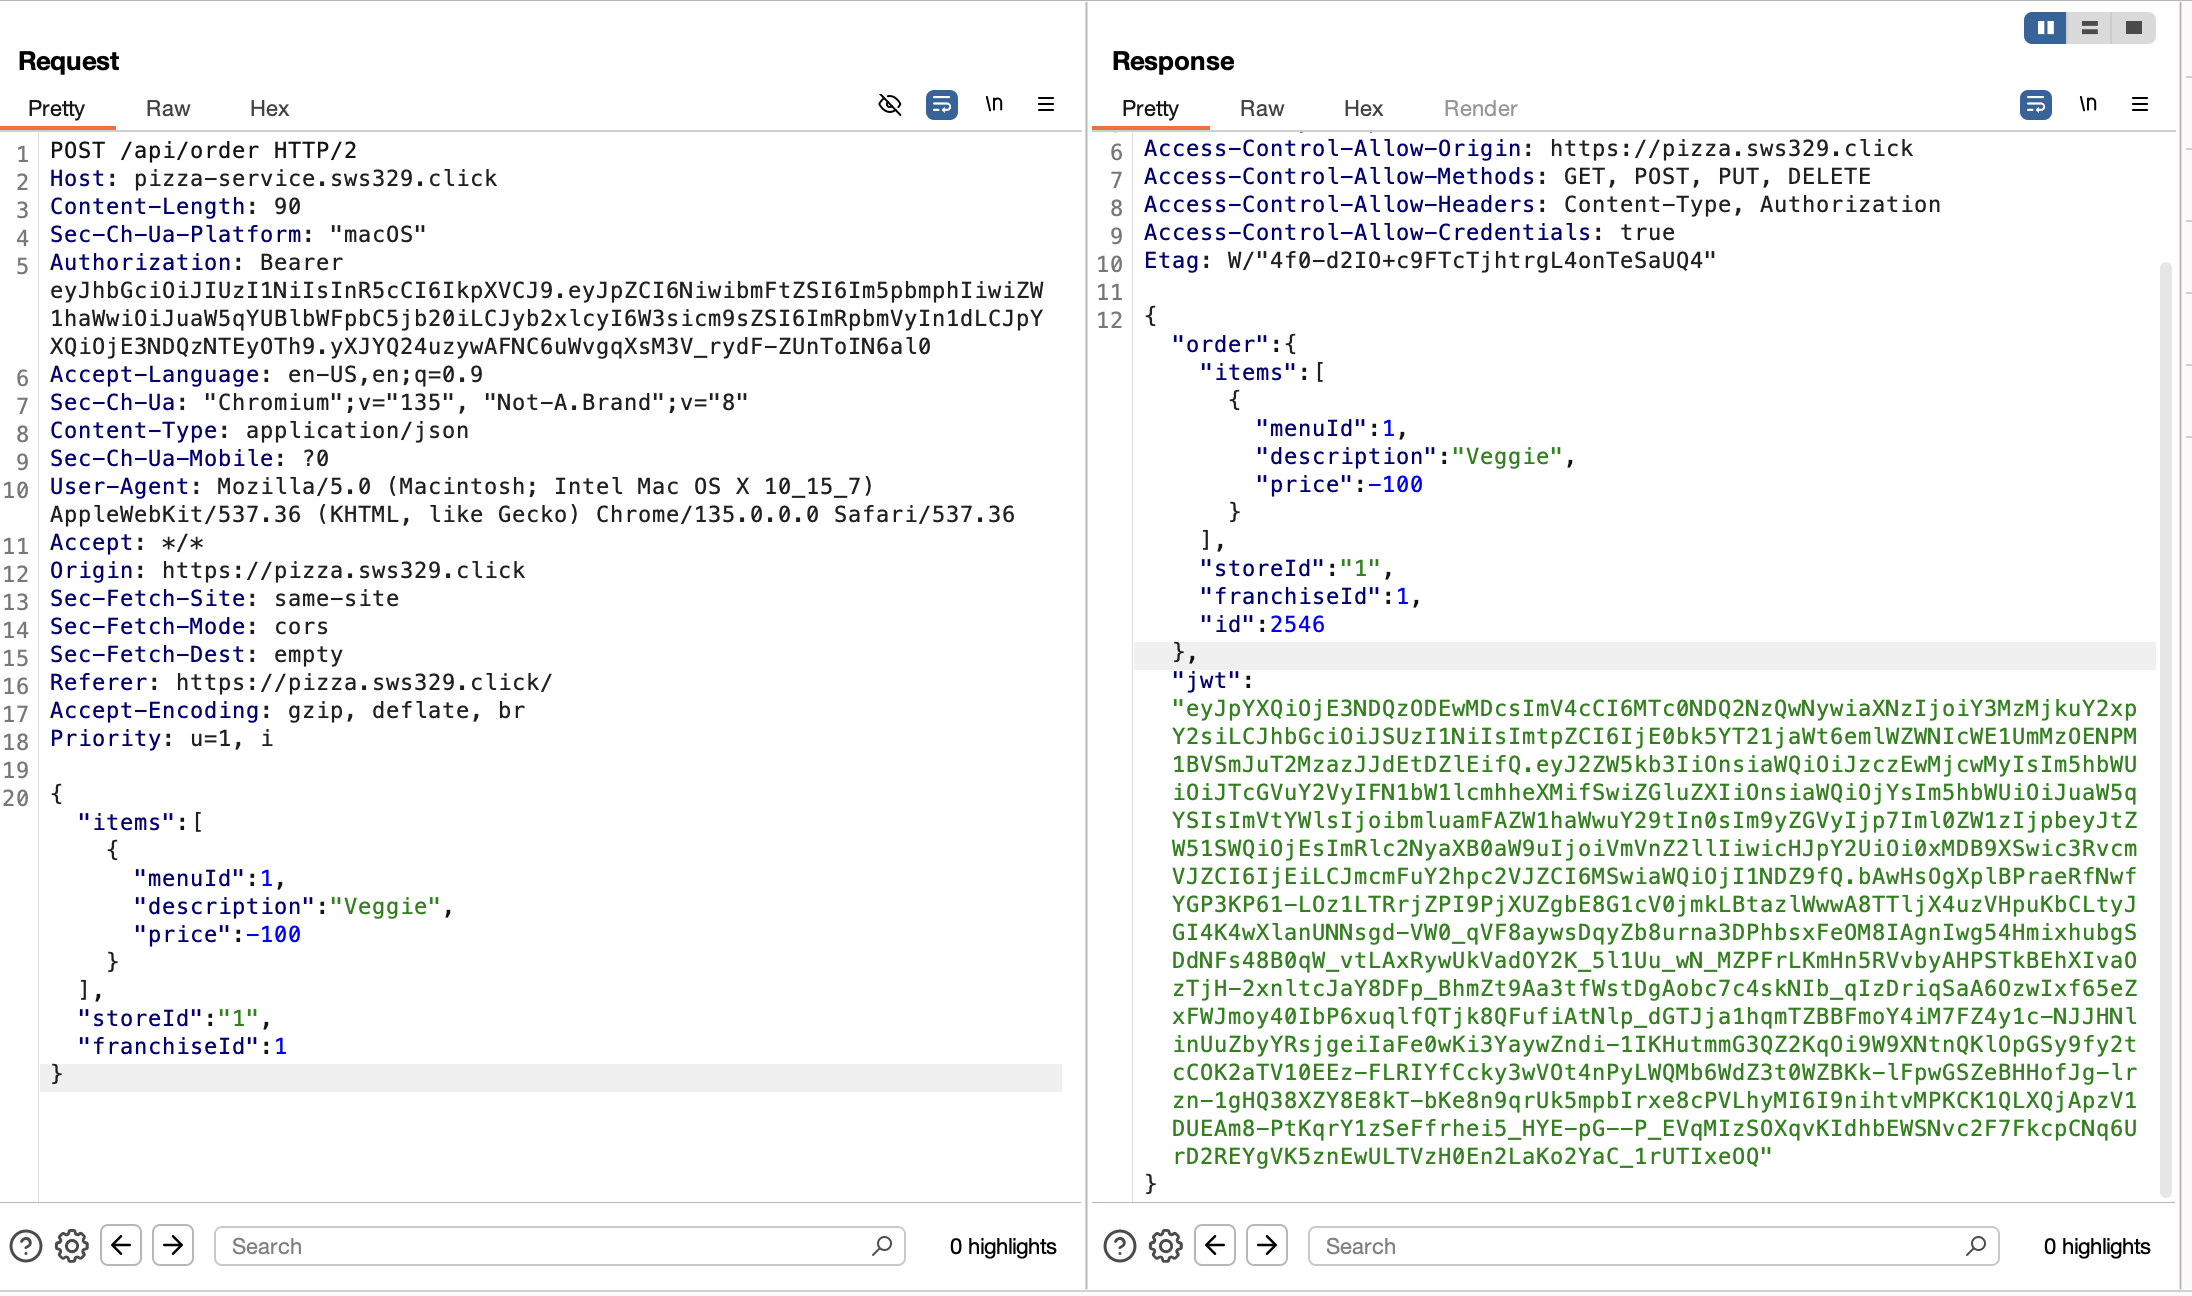 Request
Pretty Raw Hex \n
1 POST /api/order HTTP/2
2 Host: pizza-service.sws329.click
3 Content-Length: 90
4 Sec-Ch-Ua-Platform: "macOS"
5 Authorization: Bearer
eyJhbGciOiJIUzI1NiIsInR5cCI6IkpXVCJ9.eyJpZCI6NiwibmFtZSI6Im5pbmphIiwiZW
1haWwiOiJuaW5qYUBlbWFpbC5jb20iLCJyb2xlcyI6W3sicm9sZSI6ImRpbmVyIn1dLCJpY
XQiOjE3NDQzNTEyOTh9.yXJYQ24uzywAFNC6uWvgqXsM3V_rydF-ZUnToIN6al0
6 Accept-Language: en-US,en;q=0.9
7 Sec-Ch-Ua: "Chromium";v="135", "Not-A.Brand";v="8"
8 Content-Type: application/json
9 Sec-Ch-Ua-Mobile: ?0
10 User-Agent: Mozilla/5.0 (Macintosh; Intel Mac OS X 10_15_7)
AppleWebKit/537.36 (KHTML, like Gecko) Chrome/135.0.0.0 Safari/537.36
11 Accept: */*
12 Origin: https://pizza.sws329.click
13 Sec-Fetch-Site: same-site
14 Sec-Fetch-Mode: cors
15 Sec-Fetch-Dest: empty
16 Referer: https://pizza.sws329.click/
17 Accept-Encoding: gzip, deflate, br
18 Priority: u=1, i
19
20 {
"items":[
{
"menuId":1,
"description":"Veggie",
"price":-100
}
],
"storeId":"1",
"franchiseId":1
}
Search 0 highlights
Response
Pretty Raw Hex Render \n
6 Access-Control-Allow-Origin: https://pizza.sws329.click
7 Access-Control-Allow-Methods: GET, POST, PUT, DELETE
8 Access-Control-Allow-Headers: Content-Type, Authorization
9 Access-Control-Allow-Credentials: true
10 Etag: W/"4f0-d2IO+c9FTcTjhtrgL4onTeSaUQ4"
11
12 {
"order":{
"items":[
{
"menuId":1,
"description":"Veggie",
"price":-100
}
],
"storeId":"1",
"franchiseId":1,
"id":2546
},
"jwt":
"eyJpYXQiOjE3NDQzODEwMDcsImV4cCI6MTc0NDQ2NzQwNywiaXNzIjoiY3MzMjkuY2xp
Y2siLCJhbGciOiJSUzI1NiIsImtpZCI6IjE0bk5YT21jaWt6emlWZWNIcWE1UmMzOENPM
1BVSmJuT2MzazJJdEtDZlEifQ.eyJ2ZW5kb3IiOnsiaWQiOiJzczEwMjcwMyIsIm5hbWU
iOiJTcGVuY2VyIFN1bW1lcmhheXMifSwiZGluZXIiOnsiaWQiOjYsIm5hbWUiOiJuaW5q
YSIsImVtYWlsIjoibmluamFAZW1haWwuY29tIn0sIm9yZGVyIjp7Iml0ZW1zIjpbeyJtZ
W51SWQiOjEsImRlc2NyaXB0aW9uIjoiVmVnZ2llIiwicHJpY2UiOi0xMDB9XSwic3Rvcm
VJZCI6IjEiLCJmcmFuY2hpc2VJZCI6MSwiaWQiOjI1NDZ9fQ.bAwHsOgXplBPraeRfNwf
YGP3KP61-LOz1LTRrjZPI9PjXUZgbE8G1cV0jmkLBtazlWwwA8TTljX4uzVHpuKbCLtyJ
GI4K4wXlanUNNsgd-VW0_qVF8aywsDqyZb8urna3DPhbsxFeOM8IAgnIwg54HmixhubgS
DdNFs48B0qW_vtLAxRywUkVadOY2K_5l1Uu_wN_MZPFrLKmHn5RVvbyAHPSTkBEhXIvaO
zTjH-2xnltcJaY8DFp_BhmZt9Aa3tfWstDgAobc7c4skNIb_qIzDriqSaA6OzwIxf65eZ
xFWJmoy40IbP6xuqlfQTjk8QFufiAtNlp_dGTJja1hqmTZBBFmoY4iM7FZ4y1c-NJJHNl
inUuZbyYRsjgeiIaFe0wKi3YaywZndi-1IKHutmmG3QZ2KqOi9W9XNtnQKlOpGSy9fy2t
cCOK2aTV10EEz-FLRIYfCcky3wVOt4nPyLWQMb6WdZ3t0WZBKk-lFpwGSZeBHHofJg-lr
zn-1gHQ38XZY8E8kT-bKe8n9qrUk5mpbIrxe8cPVLhyMI6I9nihtvMPKCK1QLXQjApzV1
DUEAm8-PtKqrY1zSeFfrhei5_HYE-pG--P_EVqMIzSOXqvKIdhbEWSNvc2F7FkcpCNq6U
rD2REYgVK5znEwULTVzH0En2LaKo2YaC_1rUTIxeOQ"
}
Search 0 highlights